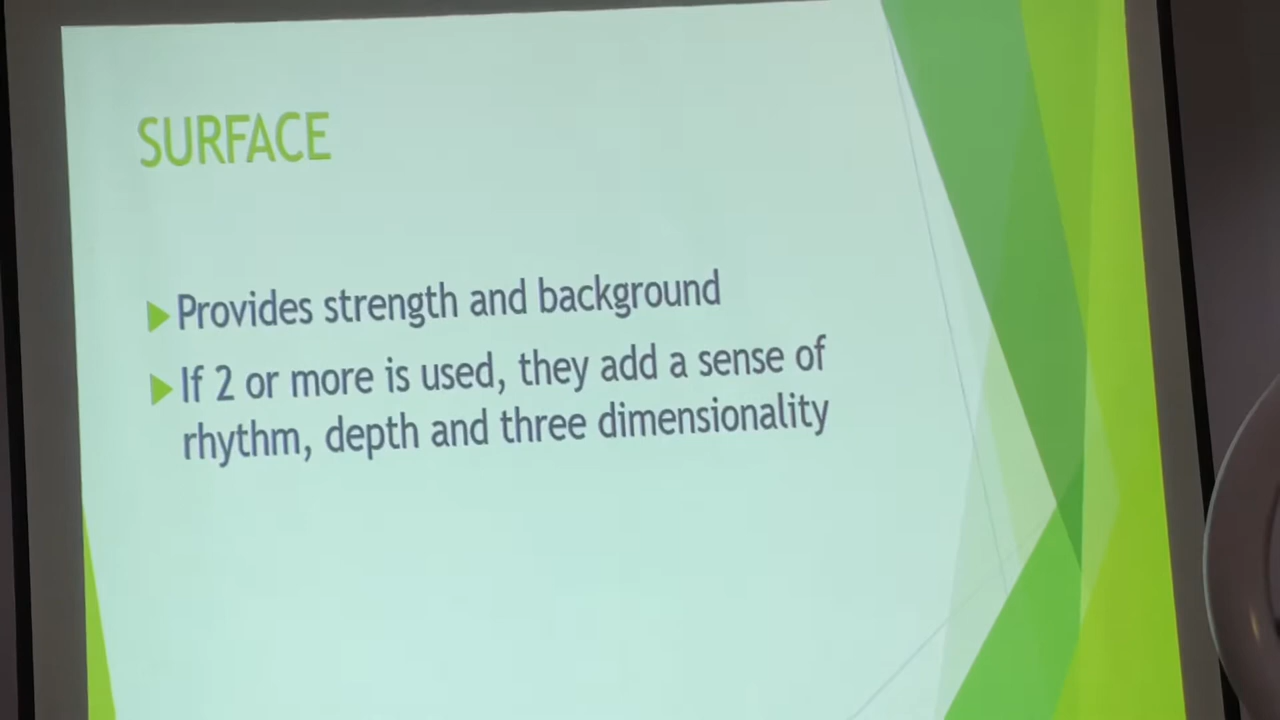 SURFACE
Provides strength and background
If 2 or more is used, they add a sense of
rhythm, depth and three dimensionality